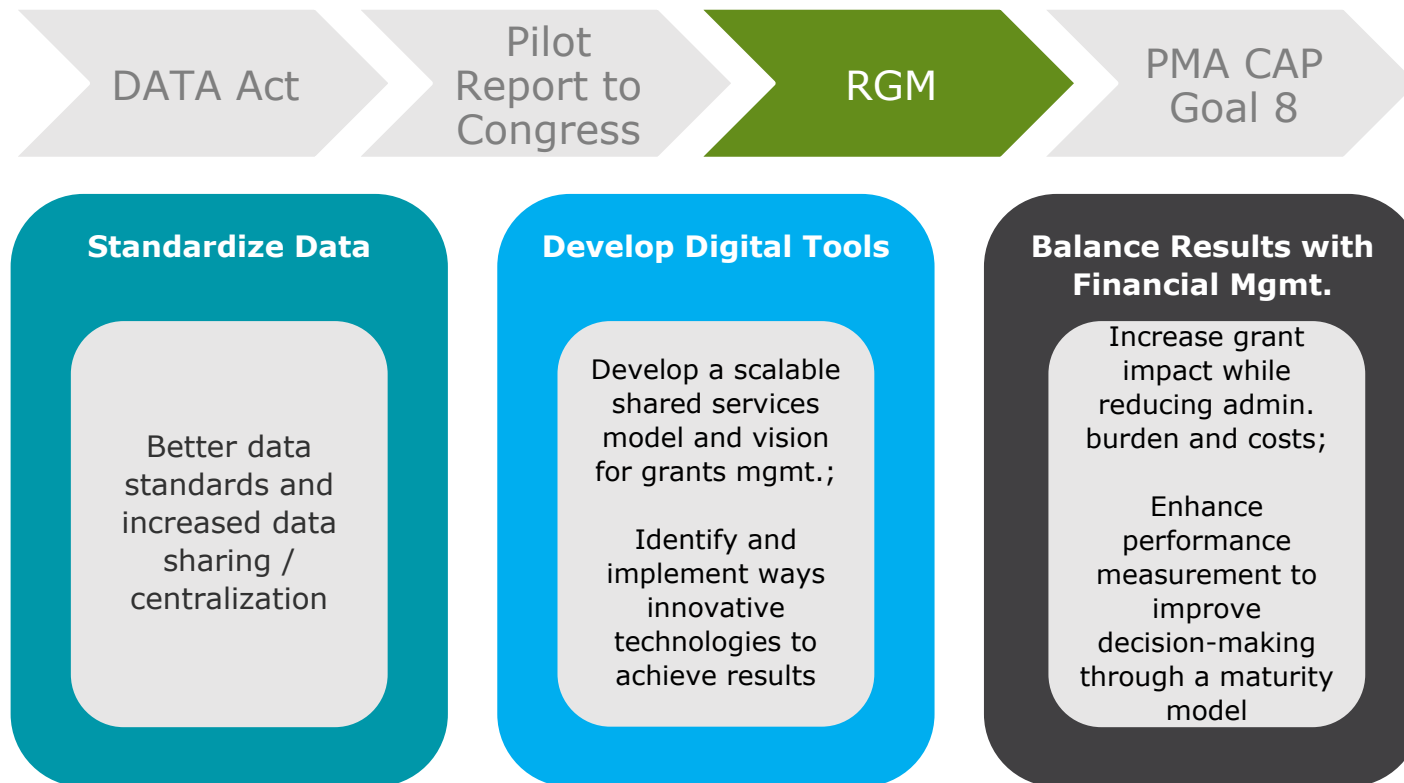 DATA Act
Pilot
Report to
Congress
RGM
PMA CAP
Goal 8
Standardize Data
Better data
standards and
increased data
sharing /
centralization
Develop Digital Tools
Develop a scalable
shared services
model and vision
for grants mgmt.;
Identify and
implement ways
innovative
technologies to
achieve results
Balance Results with
Financial Mgmt.
Increase grant
impact while
reducing admin.
burden and costs;
Enhance
performance
measurement to
improve
decision-making
through a maturity
model